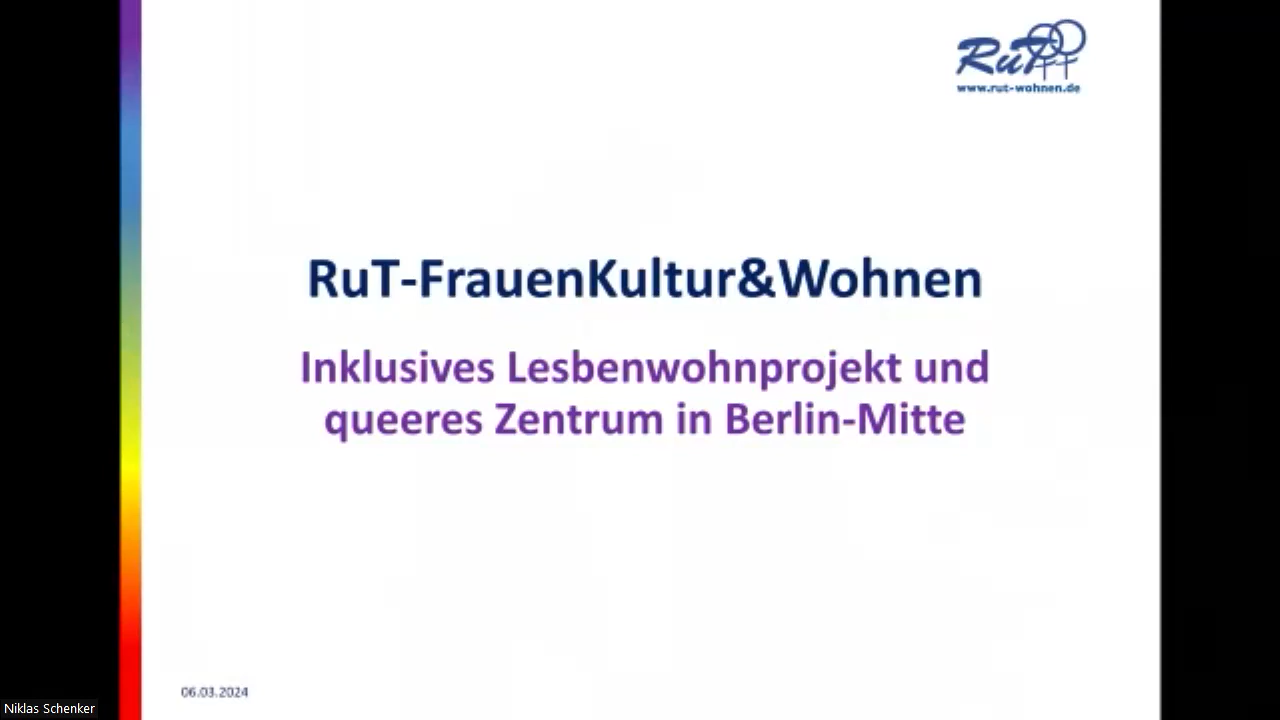 RuT
www.rut-wohnen.de
RuT-FrauenKultur&Wohnen
Inklusives Lesbenwohnprojekt und
queeres Zentrum in Berlin-Mitte
06.03.2024
Niklas Schenker